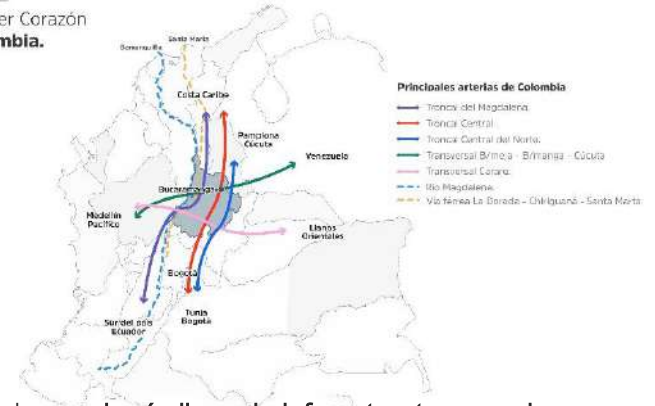 er Corazón
mbia.
Santa Marta
Barranquilla
Costa Caribe
Pamplona
Cúcuta
Venezuela
Bucaramanga
Medellín
Pacífico
Llanos
Orientales
Bogotá
Sur del país
Ecuador
Tunja
Bogotá
Principales arterias de Colombia
Troncal del Magdalena.
Troncal Central
Troncal Central del Norte.
Transversal B/meja - B/manga - Cúcuta
Transversal Carare.
Río Magdalena.
Vía férrea La Dorada - Chiriguaná - Santa Marta